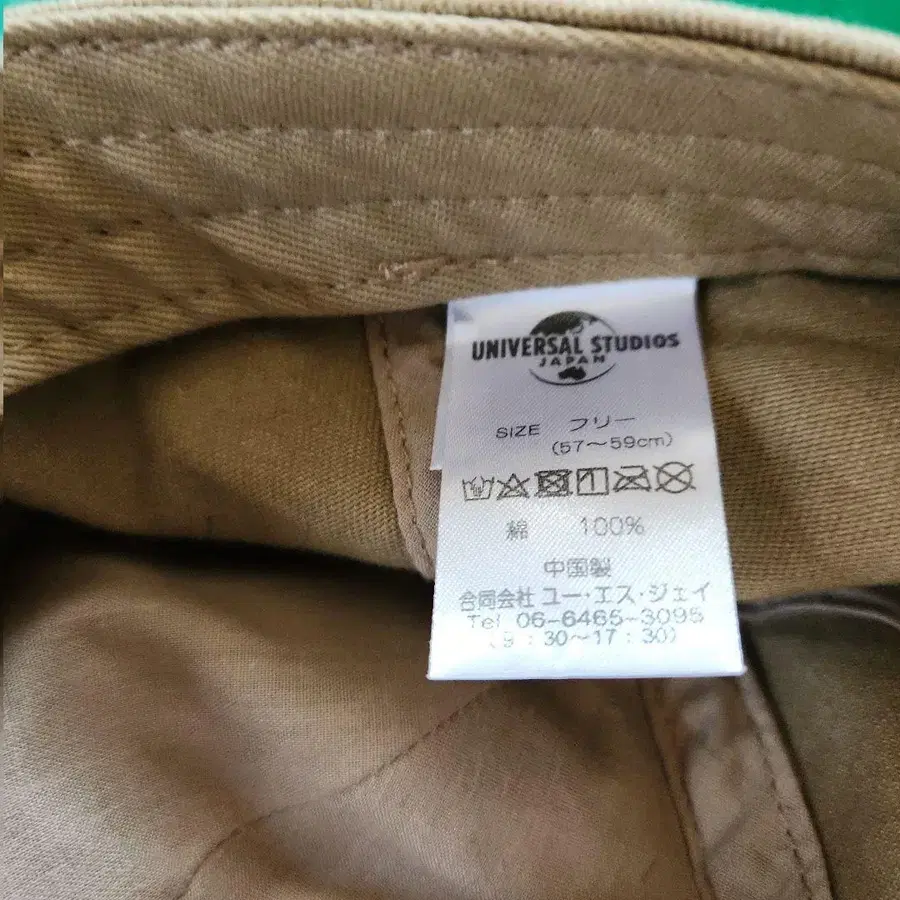 UNIVERSAL STUDIOS
JAPAN
SIZE フリー
(57～59cm)
綿 100%
中国製
合同会社 ユー・エス・ジェイ
Tel 06-6465-3095
(9：30～17：30)